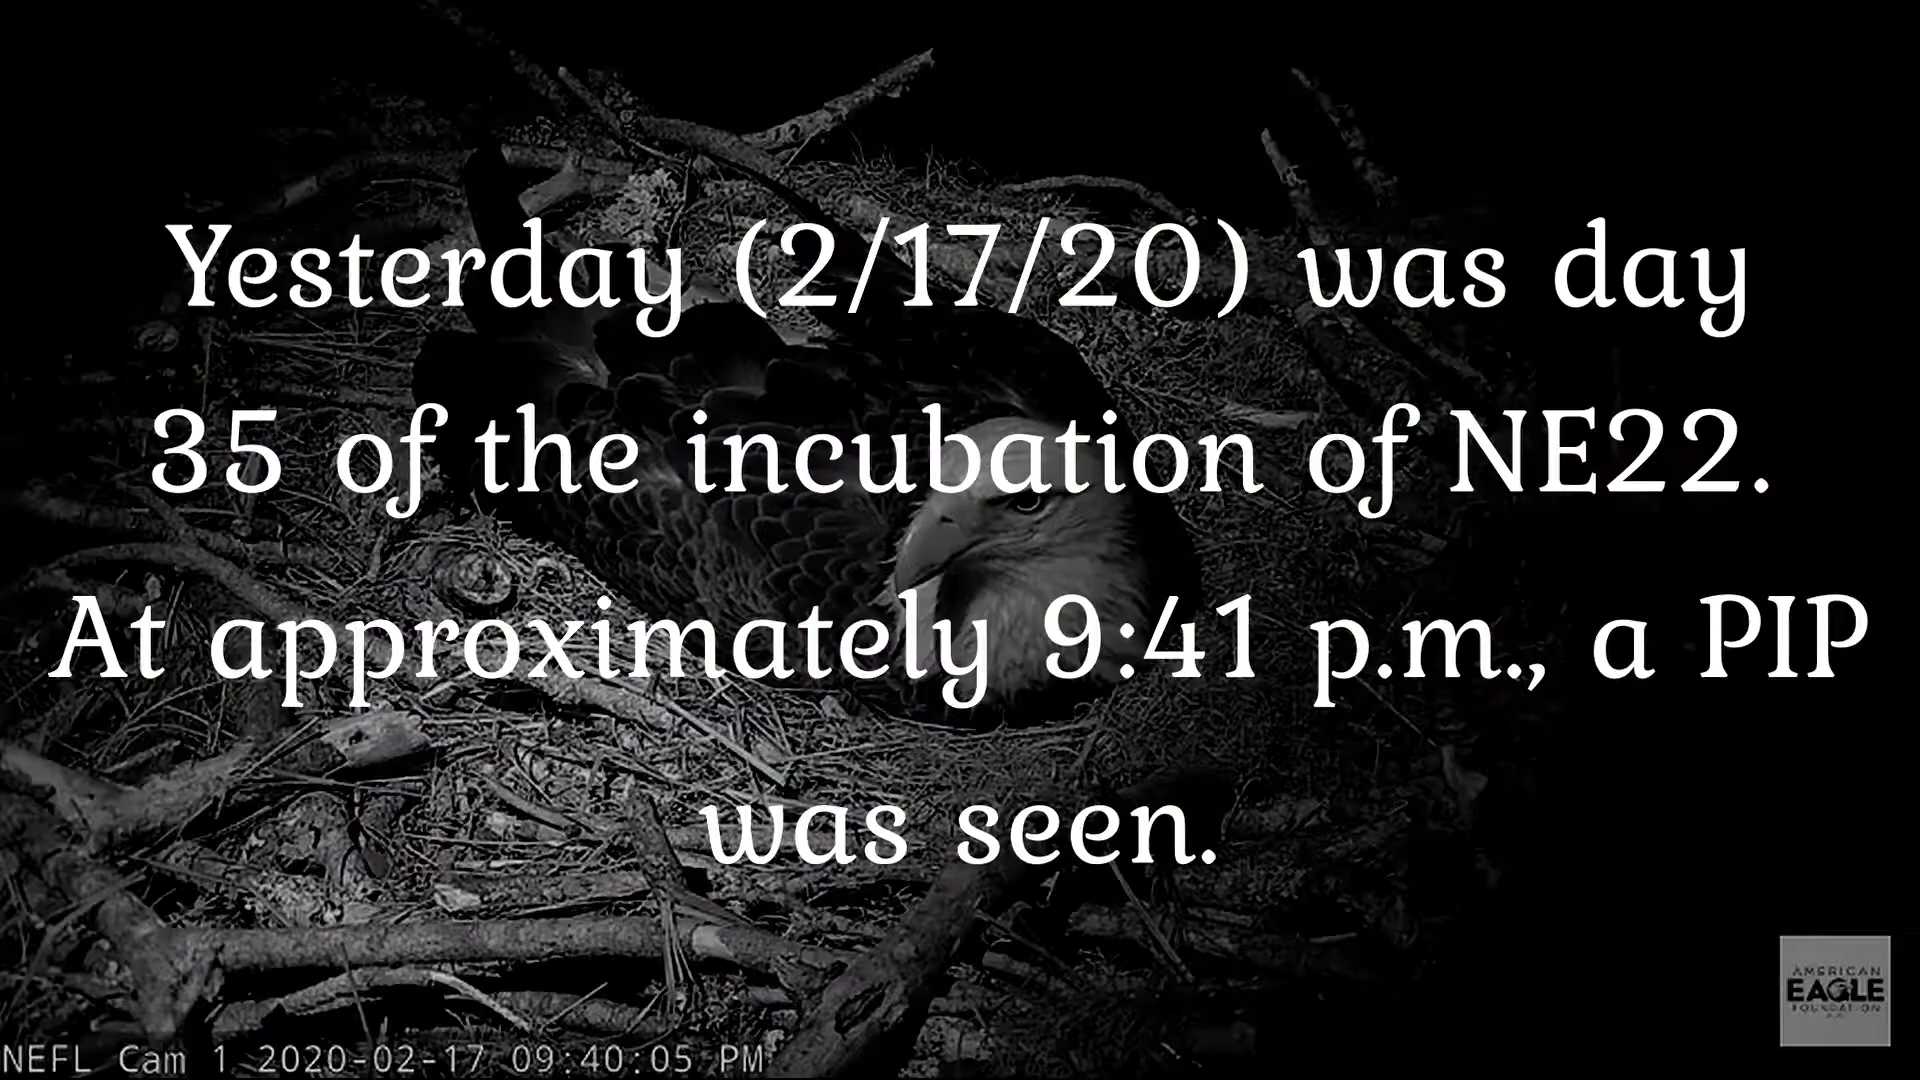 Yesterday (2/17/20) was day
35 of the incubation of NE22.
At approximately 9:41 p.m., a PIP
was seen.
AMERICAN
EAGLE
FOUNDATION
NEFL Cam 1 2020-02-17 09:40:05 PM